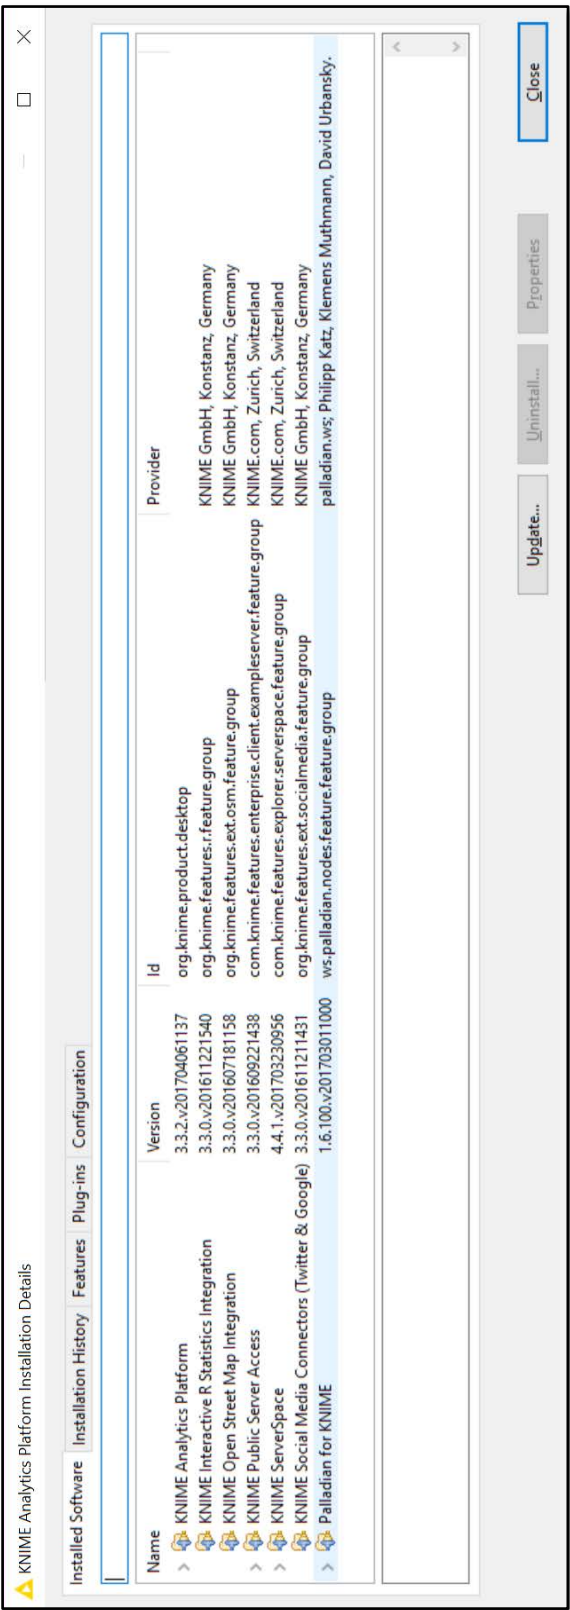 KNIME Analytics Platform Installation Details
Installed Software Installation History Features Plug-ins Configuration
Name Version Id Provider
KNIME Analytics Platform 3.3.2.v201704061137 org.knime.product.desktop
KNIME Interactive R Statistics Integration 3.3.0.v201611221540 org.knime.features.r.feature.group KNIME GmbH, Konstanz, Germany
KNIME Open Street Map Integration 3.3.0.v201607181158 org.knime.features.ext.osm.feature.group KNIME GmbH, Konstanz, Germany
KNIME Public Server Access 3.3.0.v201609221438 com.knime.features.enterprise.client.exampleserver.feature.group KNIME.com, Zurich, Switzerland
KNIME ServerSpace 4.4.1.v201703230956 com.knime.features.explorer.serverspace.feature.group KNIME.com, Zurich, Switzerland
KNIME Social Media Connectors (Twitter & Google) 3.3.0.v201611211431 org.knime.features.ext.socialmedia.feature.group KNIME GmbH, Konstanz, Germany
Palladian for KNIME 1.6.100.v201703011000 ws.palladian.nodes.feature.feature.group palladian.ws; Philipp Katz, Klemens Muthmann, David Urbansky.
Update... Uninstall... Properties Close